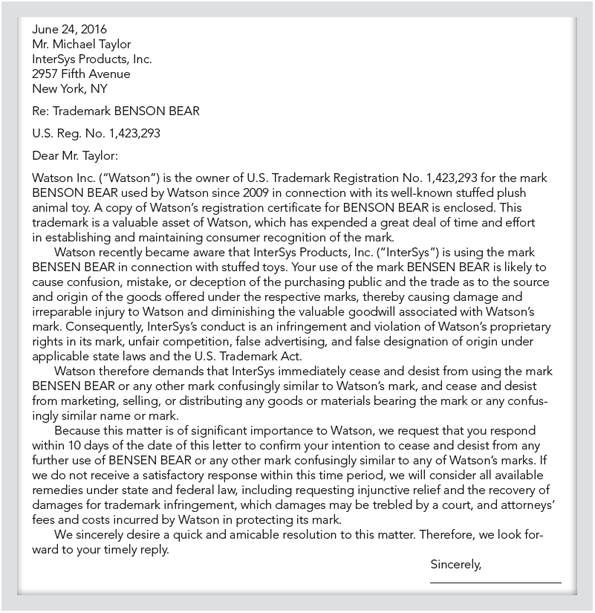 June 24, 2016
Mr. Michael Taylor
InterSys Products, Inc.
2957 Fifth Avenue
New York, NY
Re: Trademark BENSON BEAR
U.S. Reg. No. 1,423,293
Dear Mr. Taylor:
Watson Inc. (“Watson”) is the owner of U.S. Trademark Registration No. 1,423,293 for the mark
BENSON BEAR used by Watson since 2009 in connection with its well-known stuffed plush
animal toy. A copy of Watson’s registration certificate for BENSON BEAR is enclosed. This
trademark is a valuable asset of Watson, which has expended a great deal of time and effort
in establishing and maintaining consumer recognition of the mark.
Watson recently became aware that InterSys Products, Inc. (“InterSys”) is using the mark
BENSEN BEAR in connection with stuffed toys. Your use of the mark BENSEN BEAR is likely to
cause confusion, mistake, or deception of the purchasing public and the trade as to the source
and origin of the goods offered under the respective marks, thereby causing damage and
irreparable injury to Watson and diminishing the valuable goodwill associated with Watson’s
mark. Consequently, InterSys’s conduct is an infringement and violation of Watson’s proprietary
rights in its mark, unfair competition, false advertising, and false designation of origin under
applicable state laws and the U.S. Trademark Act.
Watson therefore demands that InterSys immediately cease and desist from using the mark
BENSEN BEAR or any other mark confusingly similar to Watson’s mark, and cease and desist
from marketing, selling, or distributing any goods or materials bearing the mark or any confus-
ingly similar name or mark.
Because this matter is of significant importance to Watson, we request that you respond
within 10 days of the date of this letter to confirm your intention to cease and desist from any
further use of BENSEN BEAR or any other mark confusingly similar to any of Watson’s marks. If
we do not receive a satisfactory response within this time period, we will consider all available
remedies under state and federal law, including requesting injunctive relief and the recovery of
damages for trademark infringement, which damages may be trebled by a court, and attorneys’
fees and costs incurred by Watson in protecting its mark.
We sincerely desire a quick and amicable resolution to this matter. Therefore, we look for-
ward to your timely reply.
Sincerely,